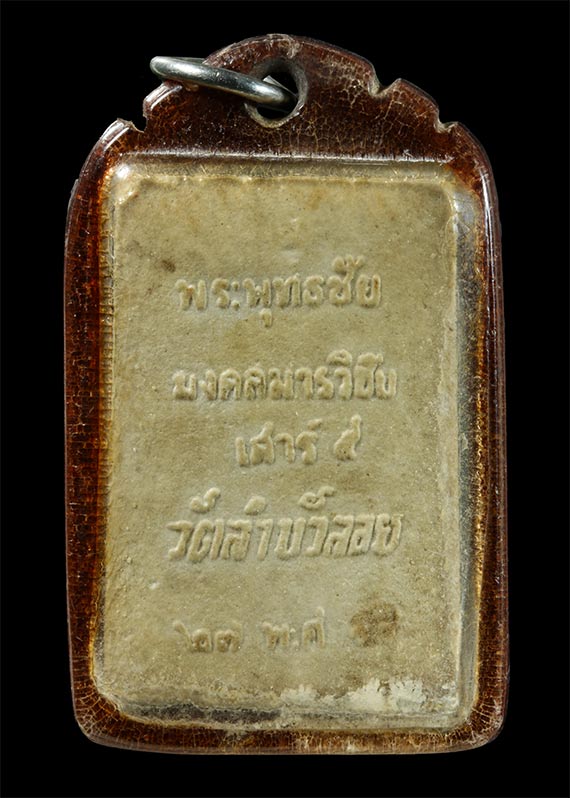 พระพุทธชัย
มงคลมารวิชัย
เสาร์ ๕
วัดลำบัวลอย
๒๓ พ.ค